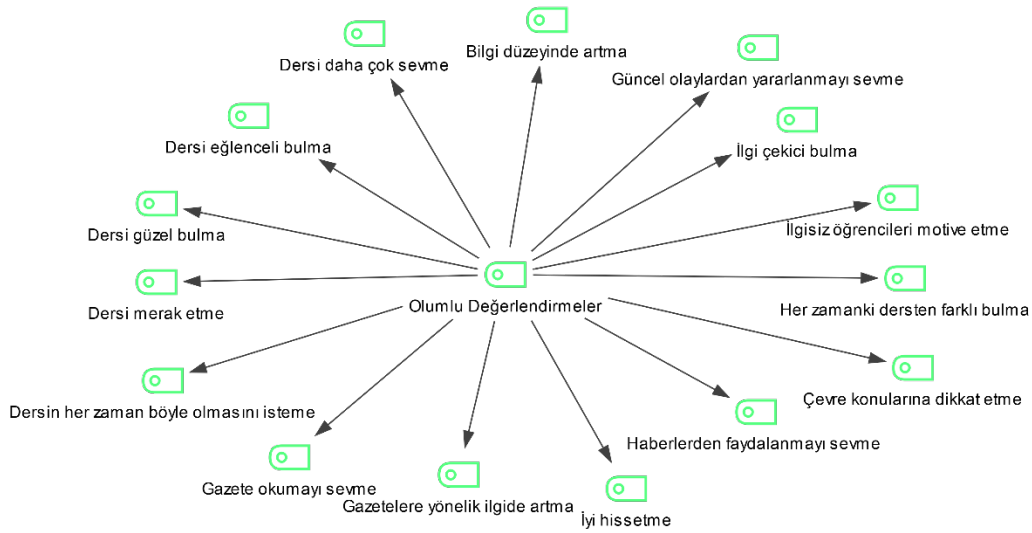 Bilgi düzeyinde artma
Dersi daha çok sevme
Güncel olaylardan yararlanmayı sevme
Dersi eğlenceli bulma
İlgi çekici bulma
Dersi güzel bulma
İlgisiz öğrencileri motive etme
Olumlu Değerlendirmeler
Dersi merak etme
Her zamanki dersten farklı bulma
Çevre konularına dikkat etme
Dersin her zaman böyle olmasını isteme
Haberlerden faydalanmayı sevme
Gazete okumayı sevme
Gazetelere yönelik ilgide artma
İyi hissetme